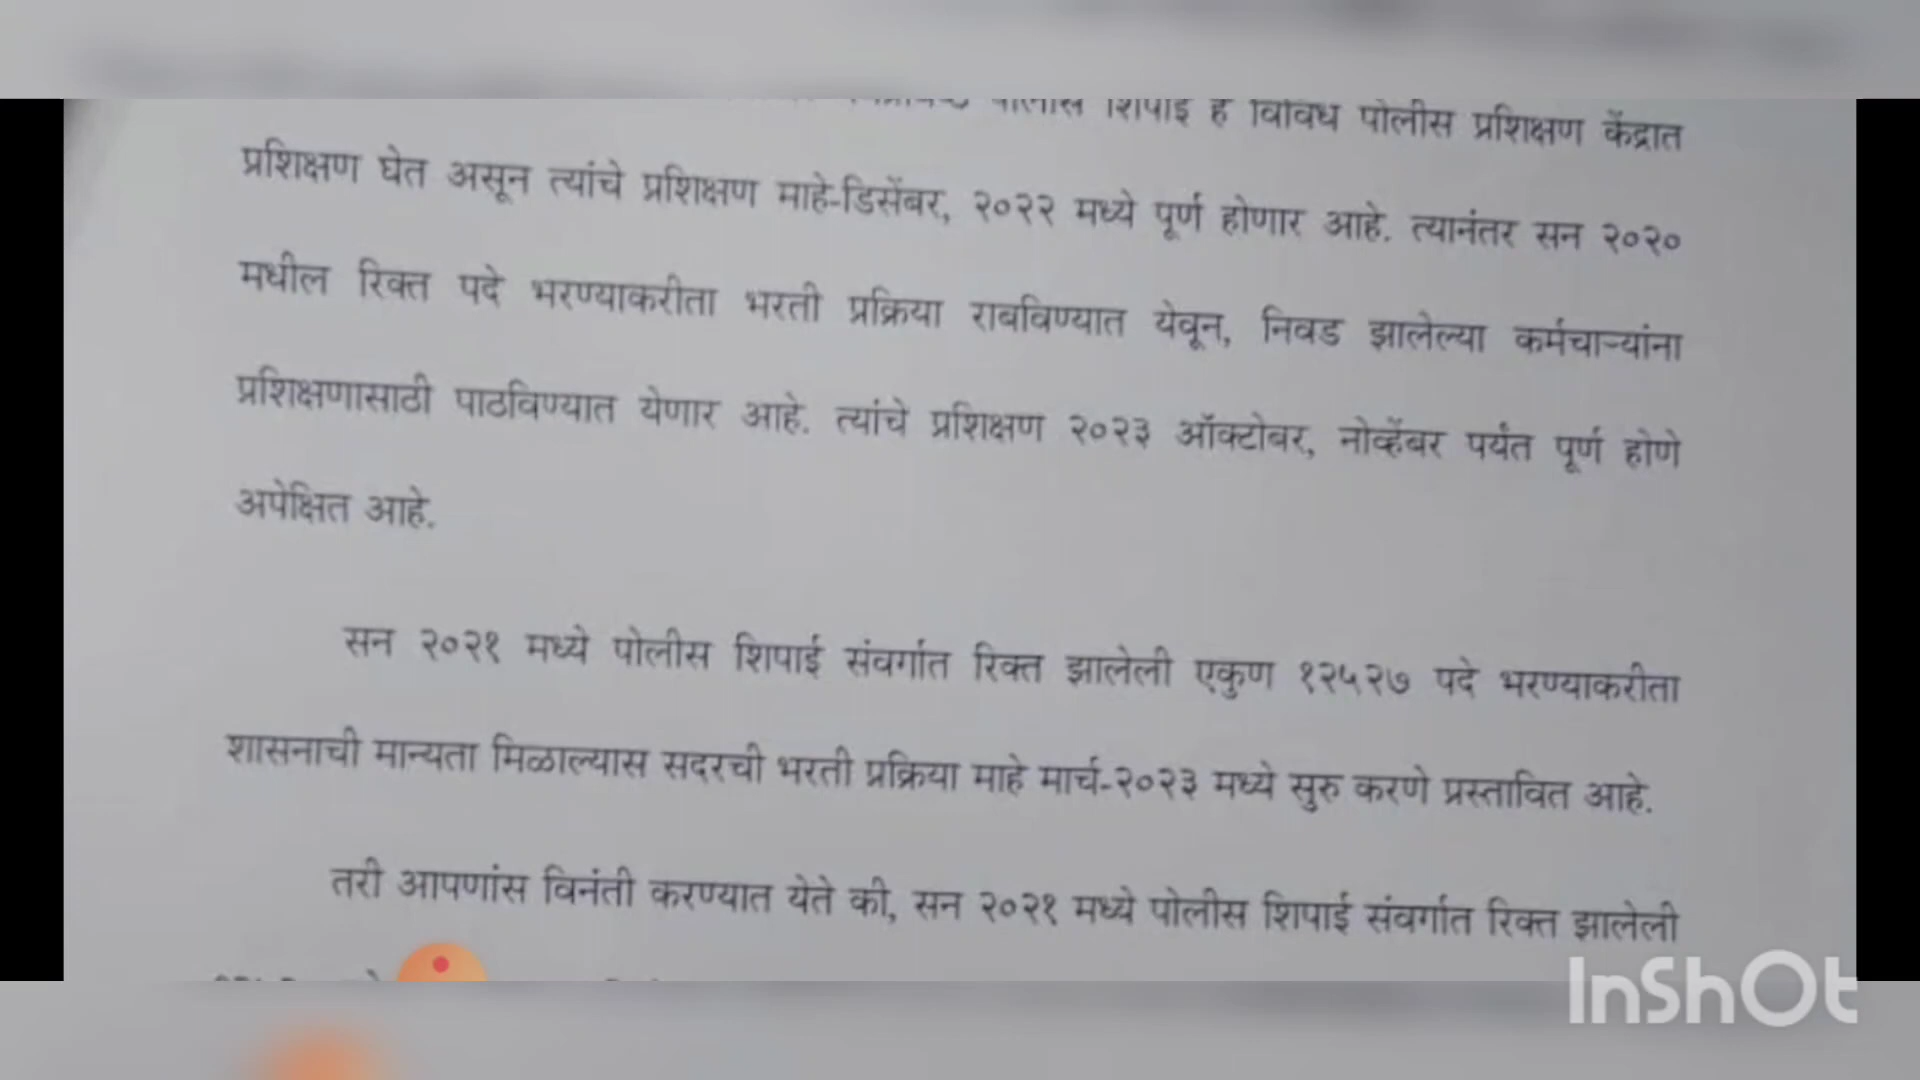 पोलीस शिपाई हे विविध पोलीस प्रशिक्षण केंद्रात
प्रशिक्षण घेत असून त्यांचे प्रशिक्षण माहे-डिसेंबर, २०२२ मध्ये पूर्ण होणार आहे. त्यानंतर सन २०२०
मधील रिक्त पदे भरण्याकरीता भरती प्रक्रिया राबविण्यात येवून, निवड झालेल्या कर्मचाऱ्यांना
प्रशिक्षणासाठी पाठविण्यात येणार आहे. त्यांचे प्रशिक्षण २०२३ ऑक्टोबर, नोव्हेंबर पर्यंत पूर्ण होणे
अपेक्षित आहे.
सन २०२१ मध्ये पोलीस शिपाई संवर्गात रिक्त झालेली एकुण १२५२७ पदे भरण्याकरीता
शासनाची मान्यता मिळाल्यास सदरची भरती प्रक्रिया माहे मार्च-२०२३ मध्ये सुरु करणे प्रस्तावित आहे.
तरी आपणांस विनंती करण्यात येते की, सन २०२१ मध्ये पोलीस शिपाई संवर्गात रिक्त झालेली
InShOt